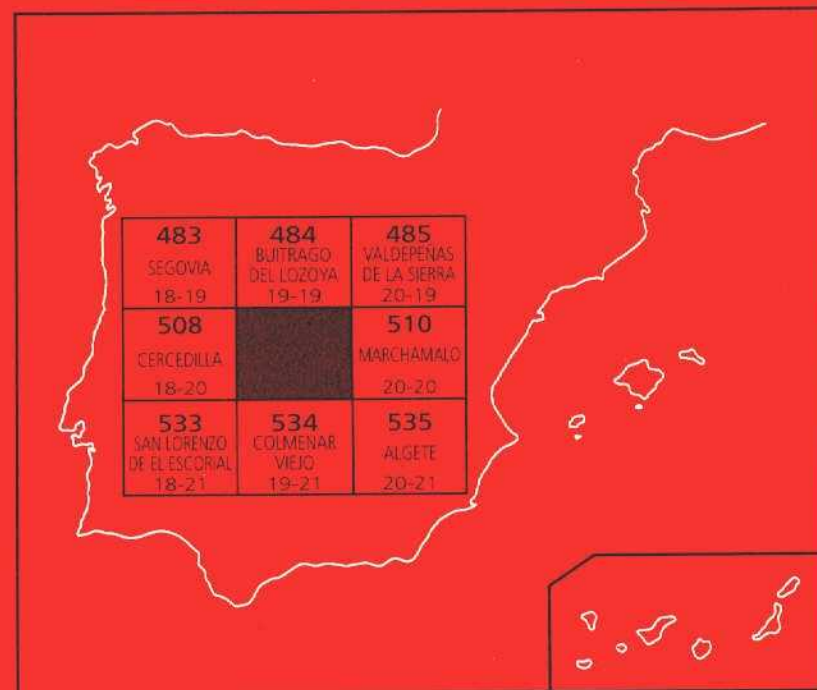 483
SEGOVIA
18-19
484
BUITRAGO
DEL LOZOYA
19-19
485
VALDEPEÑAS
DE LA SIERRA
20-19
508
CERCEDILLA
18-20
510
MARCHAMALO
20-20
533
SAN LORENZO
DE EL ESCORIAL
18-21
534
COLMENAR
VIEJO
19-21
535
ALGETE
20-21